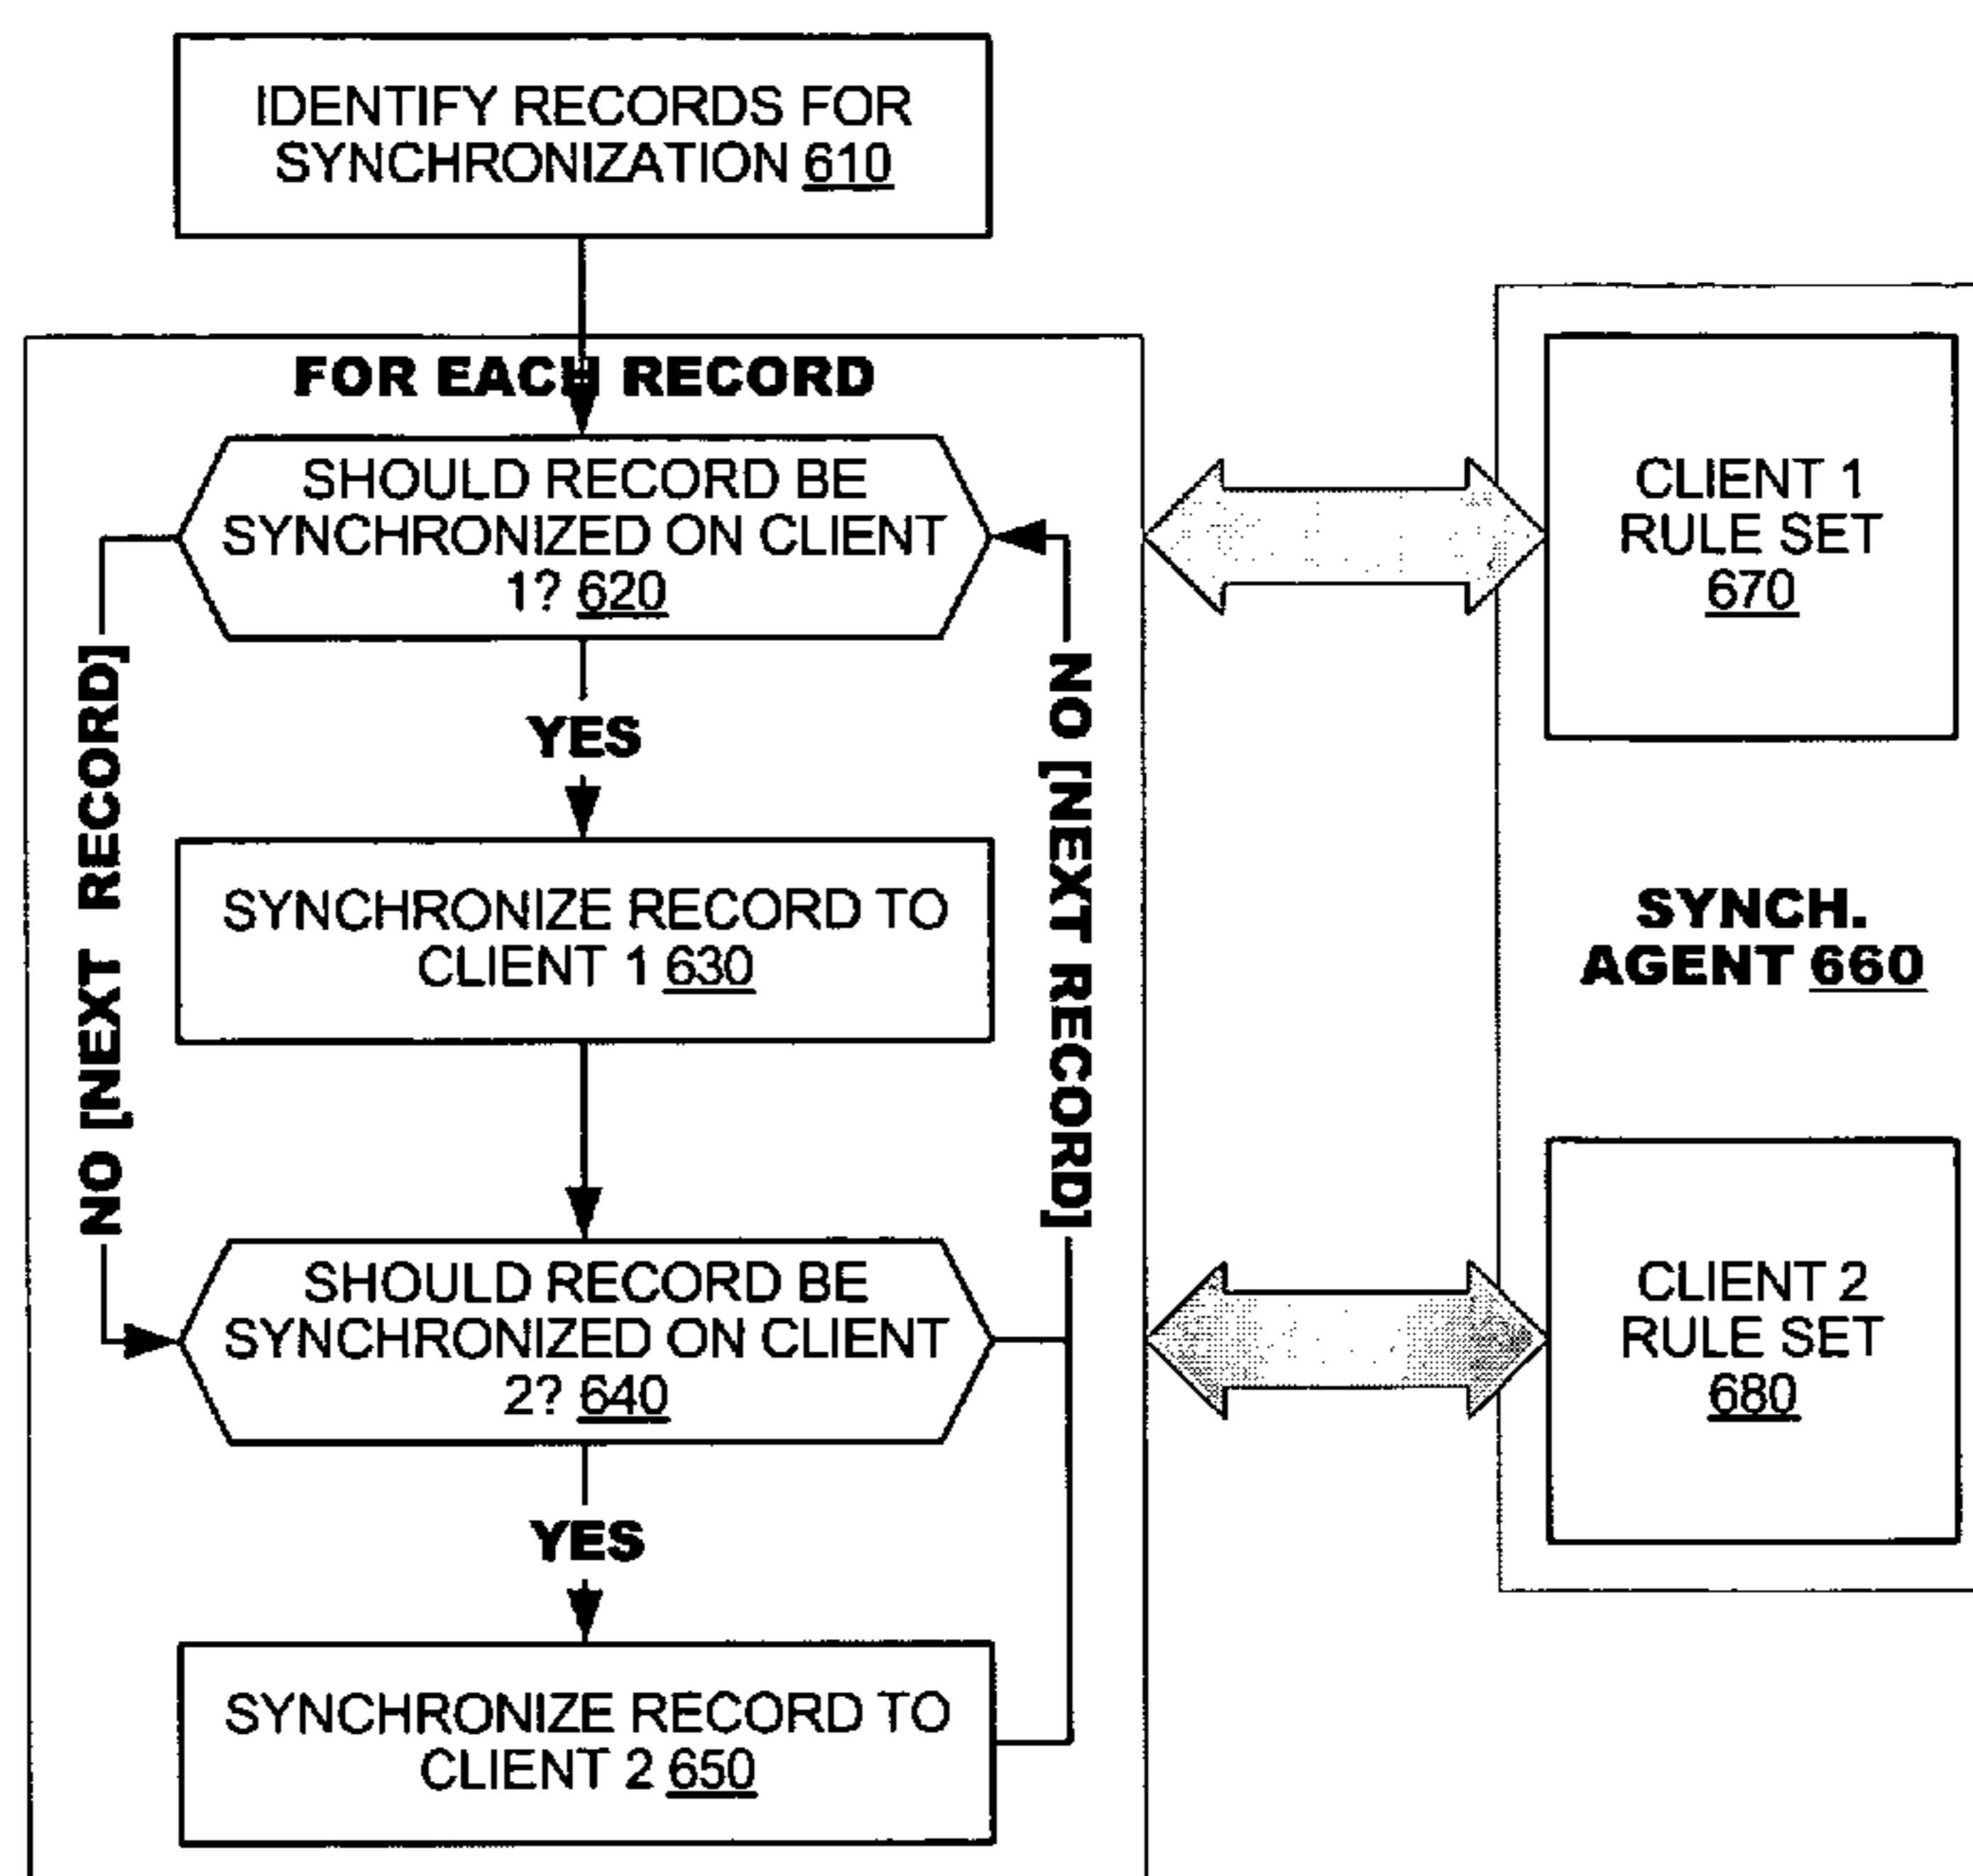 IDENTIFY RECORDS FOR
SYNCHRONIZATION 610
FOR EACH RECORD
SHOULD RECORD BE
SYNCHRONIZED ON CLIENT
1? 620
YES
NO [NEXT RECORD]
NO [NEXT RECORD]
SYNCHRONIZE RECORD TO
CLIENT 1 630
SHOULD RECORD BE
SYNCHRONIZED ON CLIENT
2? 640
YES
SYNCHRONIZE RECORD TO
CLIENT 2 650
CLIENT 1
RULE SET
670
SYNCH.
AGENT 660
CLIENT 2
RULE SET
680